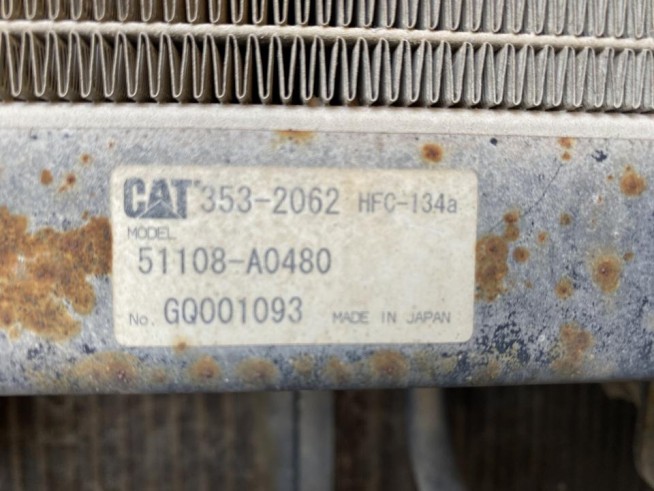 CAT 353-2062 HFC-134a
MODEL
51108-A0480
No. GQ001093 MADE IN JAPAN